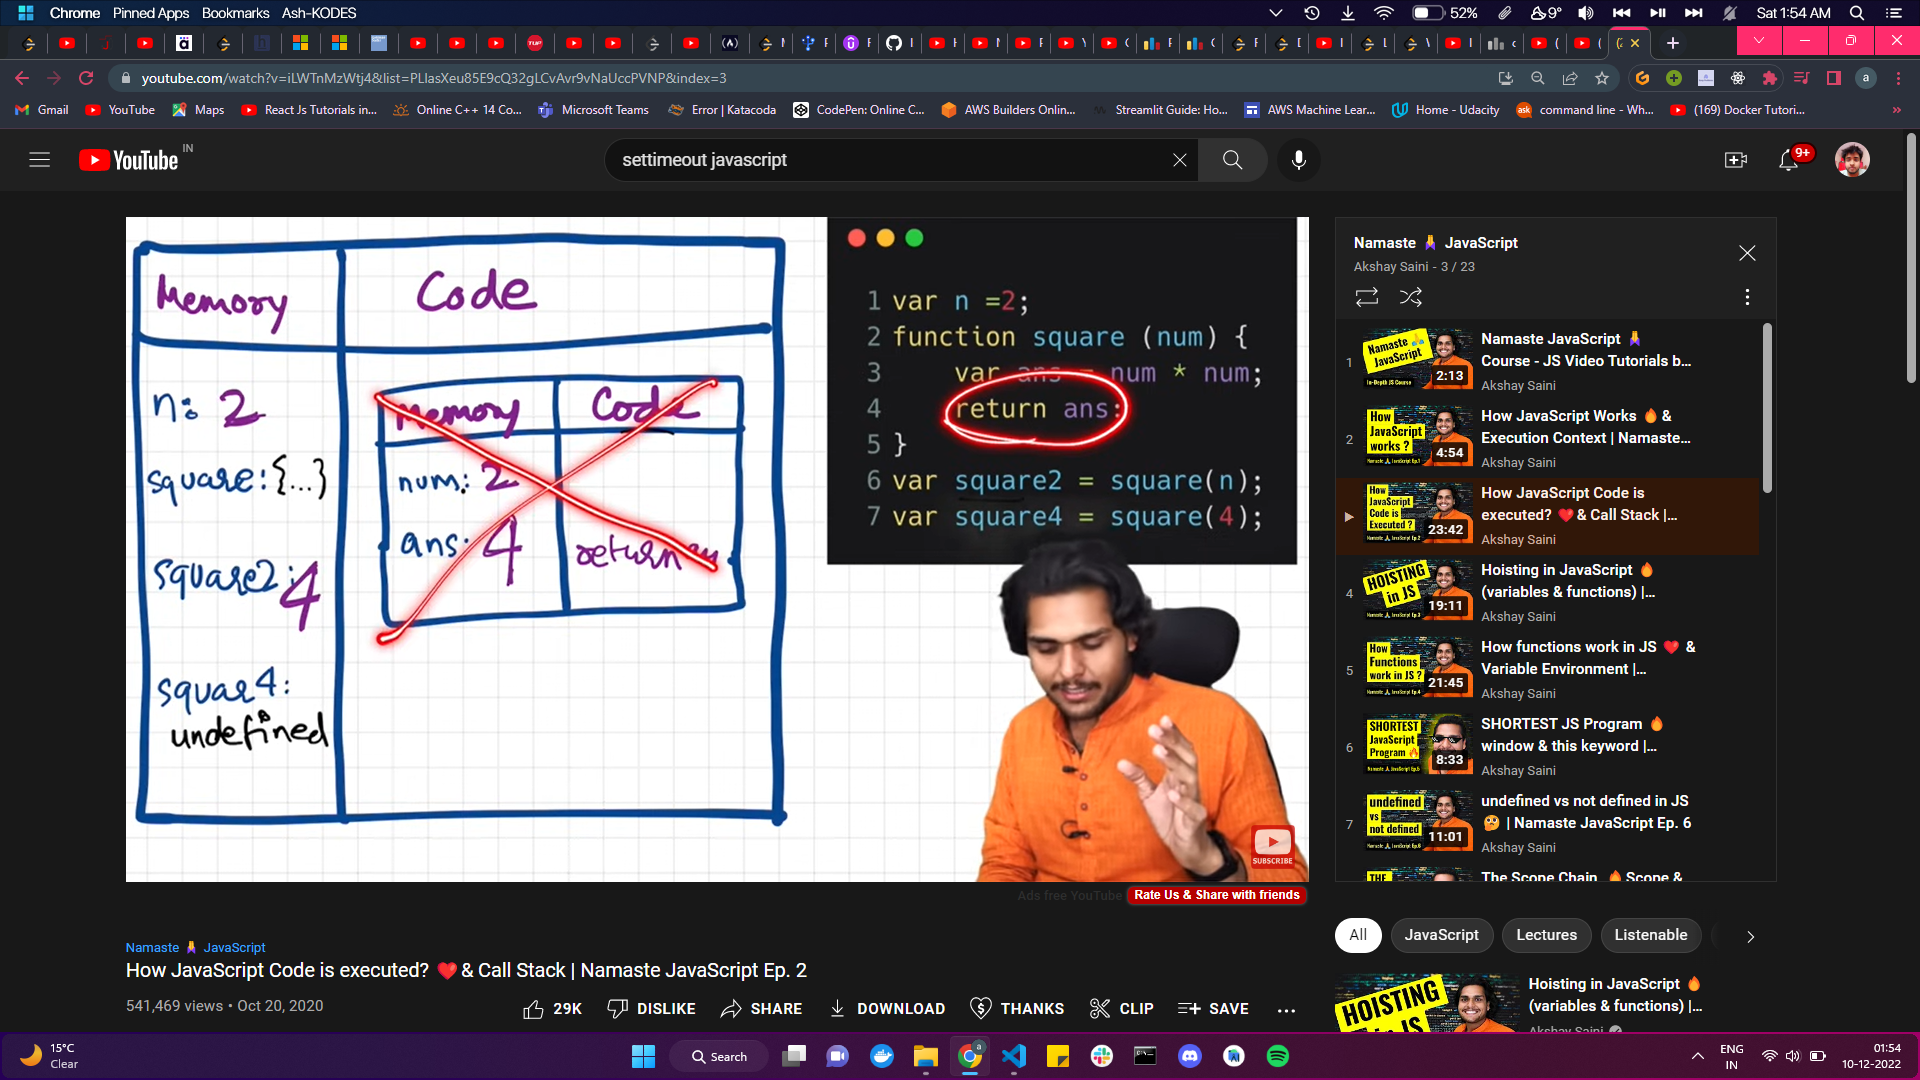 Chrome Pinned Apps Bookmarks Ash-KODES
52% 9° Sat 1:54 AM
youtube.com/watch?v=iLWTnMzWtj4&list=PLlasXeu85E9cQ32gLCvAvr9vNaUccPVNP&index=3
Gmail YouTube Maps React Js Tutorials in... Online C++ 14 Co... Microsoft Teams Error | Katacoda CodePen: Online C... AWS Builders Onlin... Streamlit Guide: Ho... AWS Machine Lear... Home - Udacity command line - Wh... (169) Docker Tutori...
YouTube IN
settimeout javascript
9+
Memory Code
n: 2
square: {...}
square2: 4
squar4:
undefined
Memory Code
num: 2
ans: 4
return
1 var n =2;
2 function square (num) {
3 var ans = num * num;
4 return ans;
5 }
6 var square2 = square(n);
7 var square4 = square(4);
SUBSCRIBE
Ads free YouTube Rate Us & Share with friends
Namaste 🙏 JavaScript
How JavaScript Code is executed? ❤️& Call Stack | Namaste JavaScript Ep. 2
541,469 views • Oct 20, 2020
29K DISLIKE SHARE DOWNLOAD THANKS CLIP SAVE ...
Namaste 🙏 JavaScript
Akshay Saini - 3 / 23
1
Namaste JavaScript
In-Depth JS Course
2:13
Namaste JavaScript 🙏
Course - JS Video Tutorials b...
Akshay Saini
2
How JavaScript works ?
4:54
How JavaScript Works 🔥 &
Execution Context | Namaste...
Akshay Saini
How JavaScript Code is Executed ?
23:42
How JavaScript Code is
executed? ❤️& Call Stack |...
Akshay Saini
4
HOISTING in JS
19:11
Hoisting in JavaScript 🔥
(variables & functions) |...
Akshay Saini
5
How Functions work in JS ?
21:45
How functions work in JS ❤️ &
Variable Environment |...
Akshay Saini
6
SHORTEST JavaScript Program 🔥
8:33
SHORTEST JS Program 🔥
window & this keyword |...
Akshay Saini
7
undefined vs not defined
11:01
undefined vs not defined in JS
🤔 | Namaste JavaScript Ep. 6
Akshay Saini
THE
The Scope Chain, 🔥Scope &
All JavaScript Lectures Listenable
HOISTING
in JS
Hoisting in JavaScript 🔥
(variables & functions) |...
Akshay Saini
15°C
Clear
Search
ENG
IN
01:54
10-12-2022